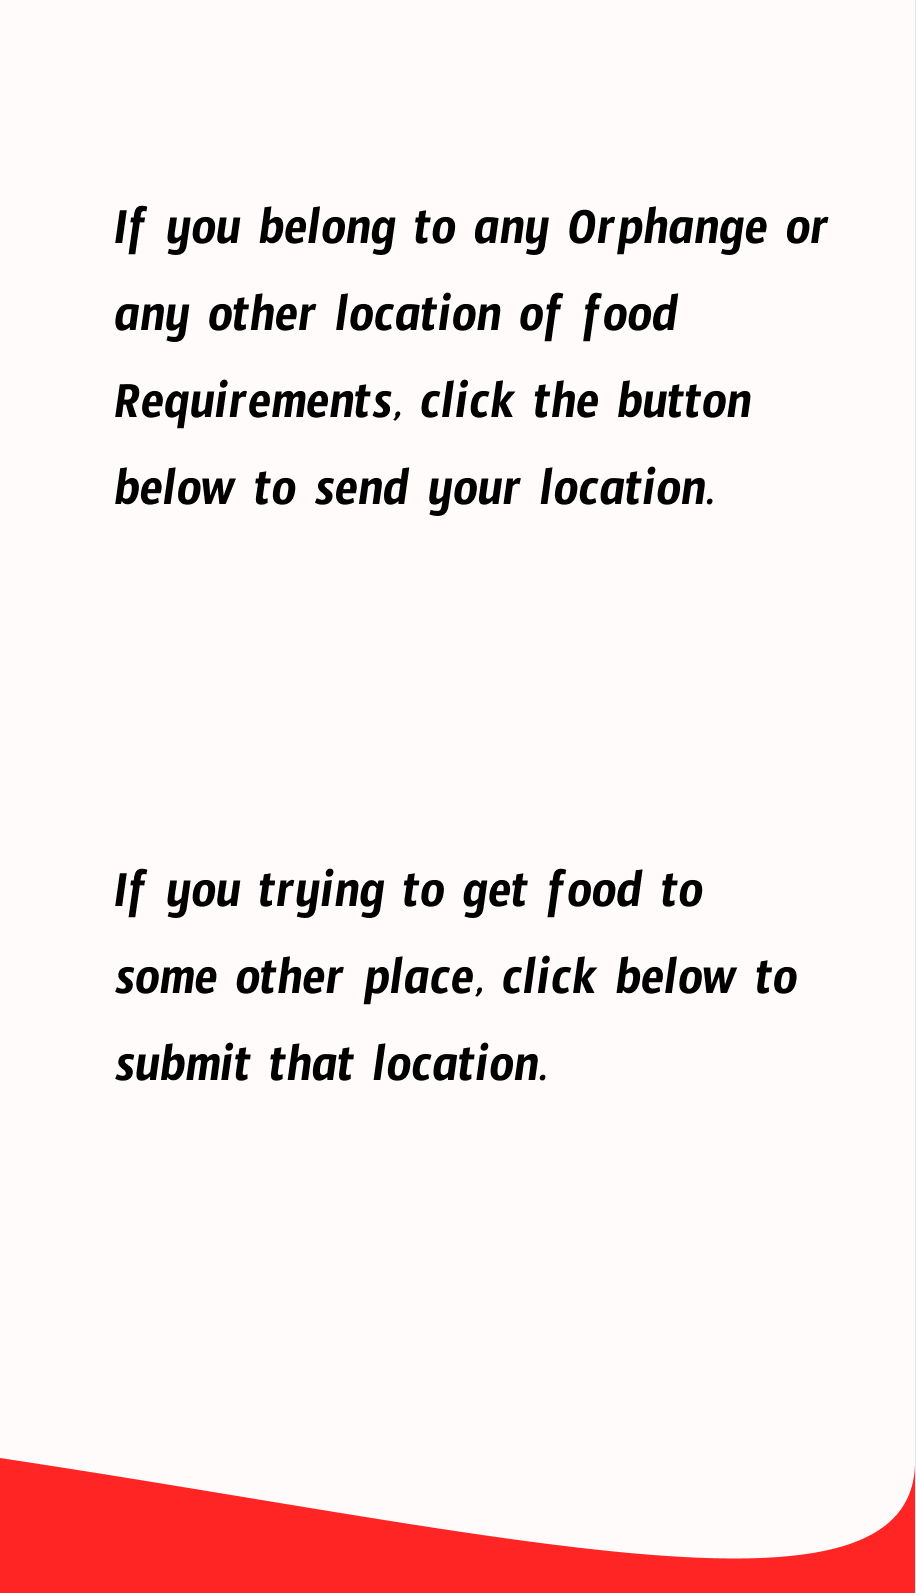 If you belong to any Orphange or
any other location of food
Requirements, click the button
below to send your location.
If you trying to get food to
some other place, click below to
submit that location.